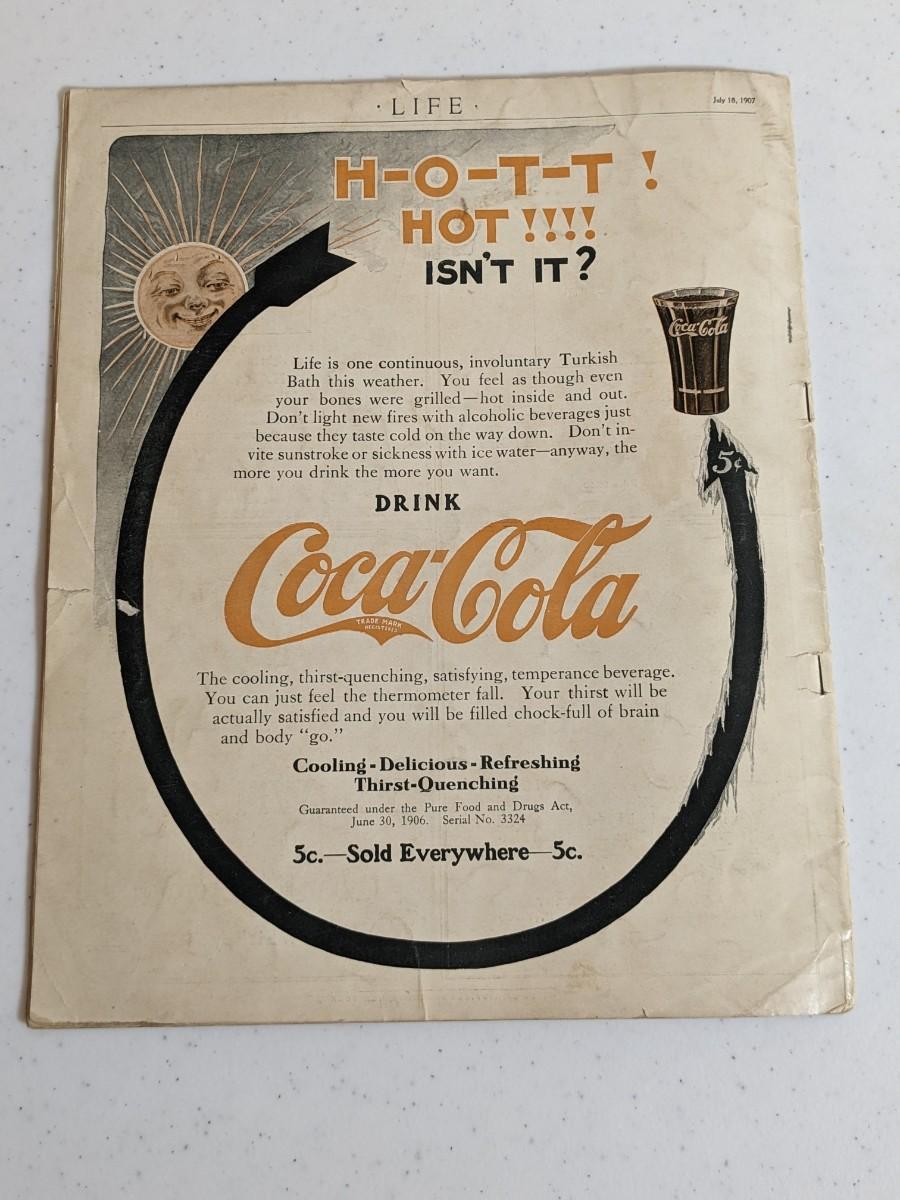 · LIFE ·
July 18, 1907
H-O-T-T !
HOT !!!!
ISN'T IT?
Coca-Cola
5¢
Life is one continuous, involuntary Turkish
Bath this weather. You feel as though even
your bones were grilled—hot inside and out.
Don't light new fires with alcoholic beverages just
because they taste cold on the way down. Don't in-
vite sunstroke or sickness with ice water—anyway, the
more you drink the more you want.
DRINK
Coca-Cola
TRADE MARK
REGISTERED
The cooling, thirst-quenching, satisfying, temperance beverage.
You can just feel the thermometer fall. Your thirst will be
actually satisfied and you will be filled chock-full of brain
and body "go."
Cooling - Delicious - Refreshing
Thirst-Quenching
Guaranteed under the Pure Food and Drugs Act,
June 30, 1906. Serial No. 3324
5c.—Sold Everywhere—5c.